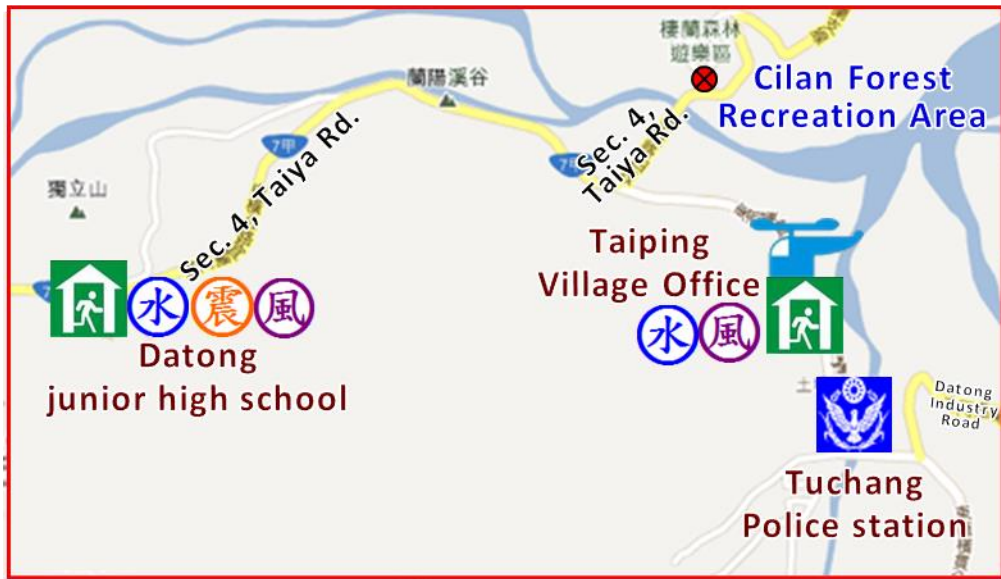 棲蘭森林
遊樂區
Cilan Forest
Recreation Area
蘭陽溪谷
7甲
Sec. 4, Taiya Rd.
7甲
Sec. 4,
Taiya Rd.
獨立山
水
震
風
Datong
junior high school
Taiping
Village Office
水
風
Datong
Industry
Road
Tuchang
Police station